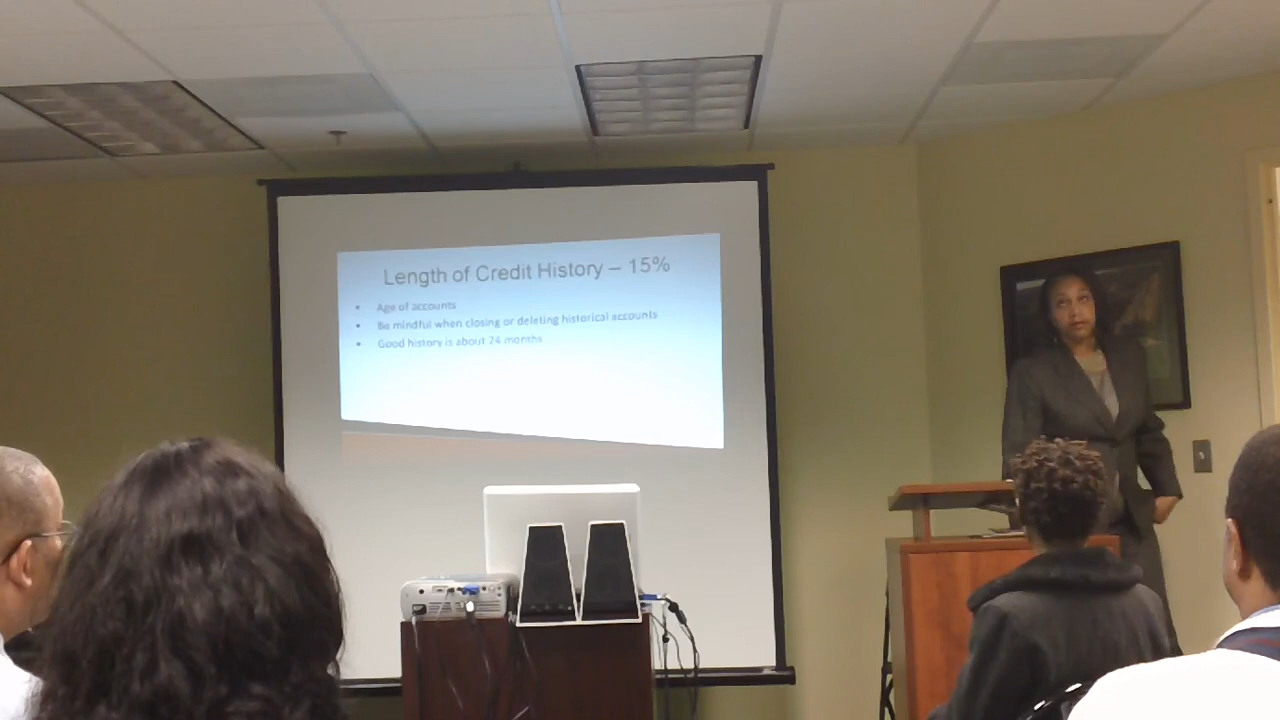 Length of Credit History – 15%
• Age of accounts
• Be mindful when closing or deleting historical accounts
• Good history is about 24 months